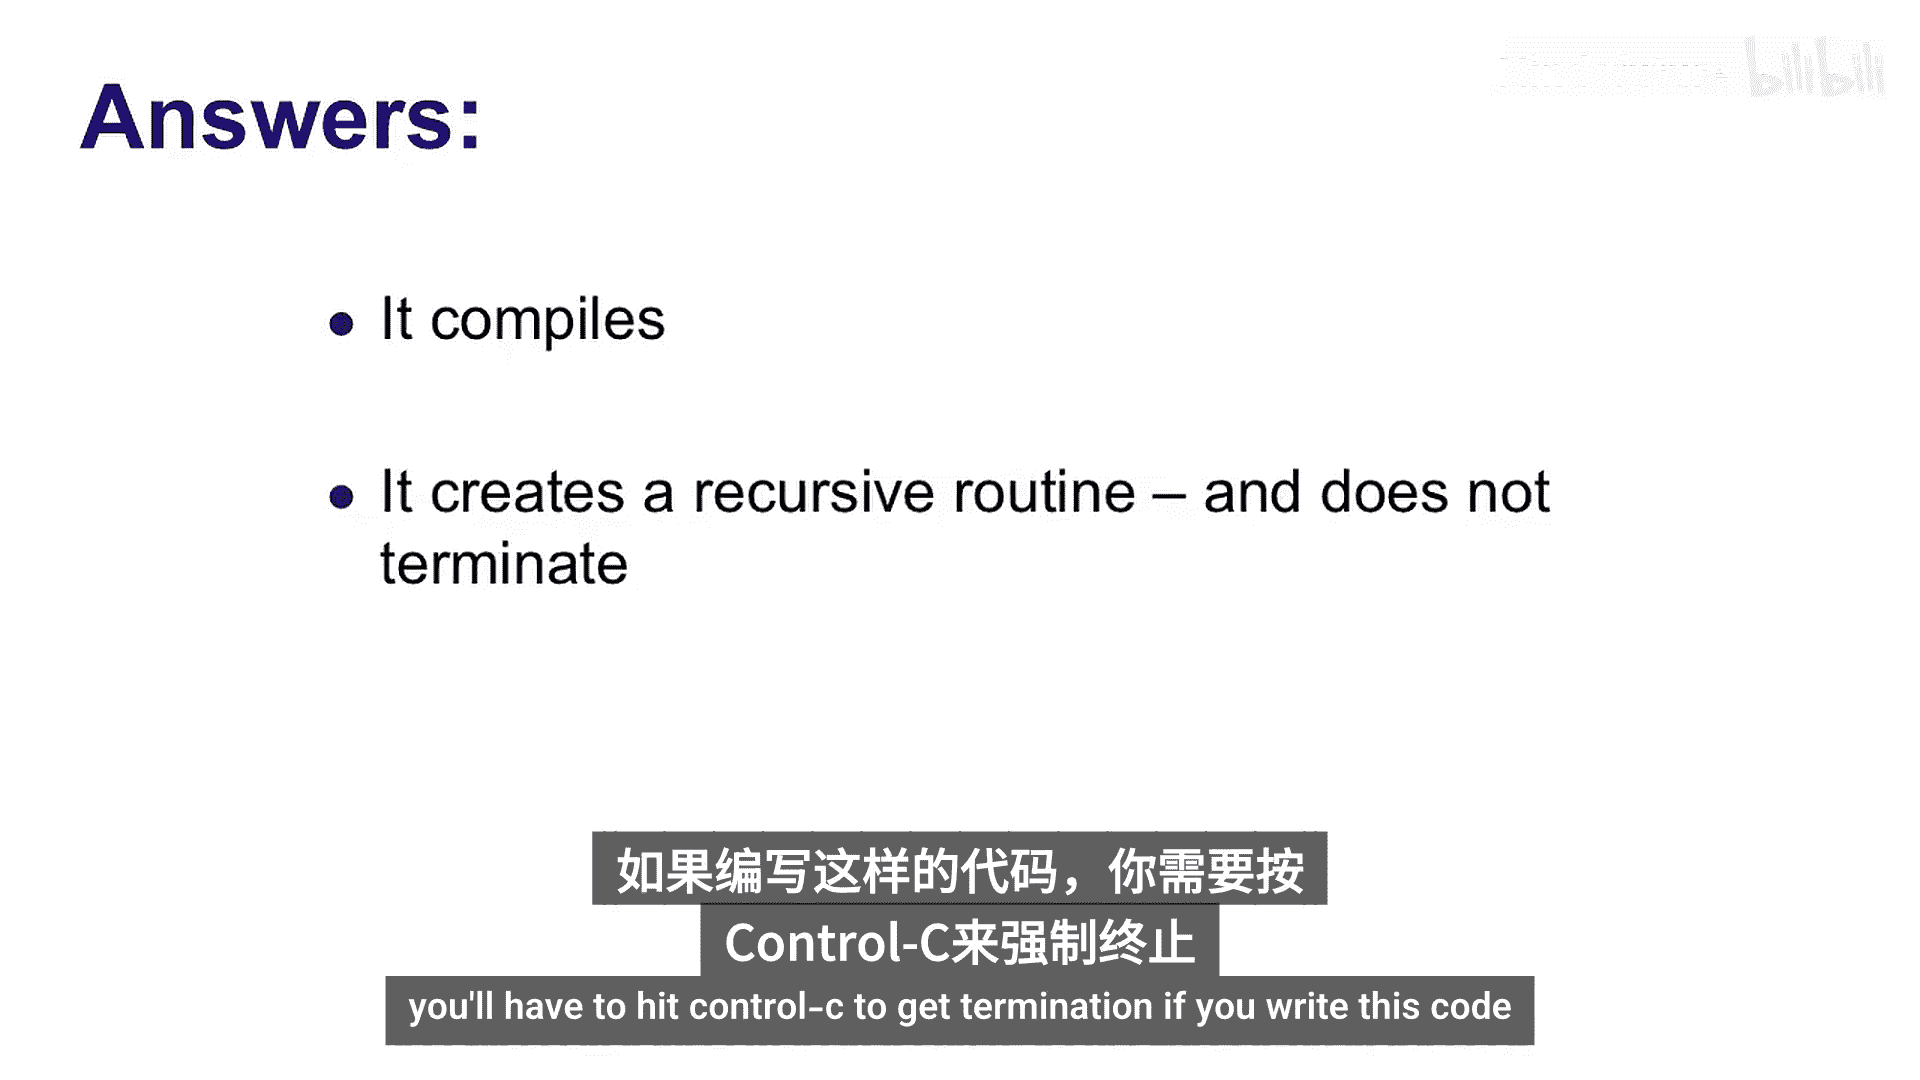 bilibili
Answers:
It compiles
It creates a recursive routine – and does not
terminate
如果编写这样的代码，你需要按
Control-C来强制终止
you'll have to hit control-c to get termination if you write this code